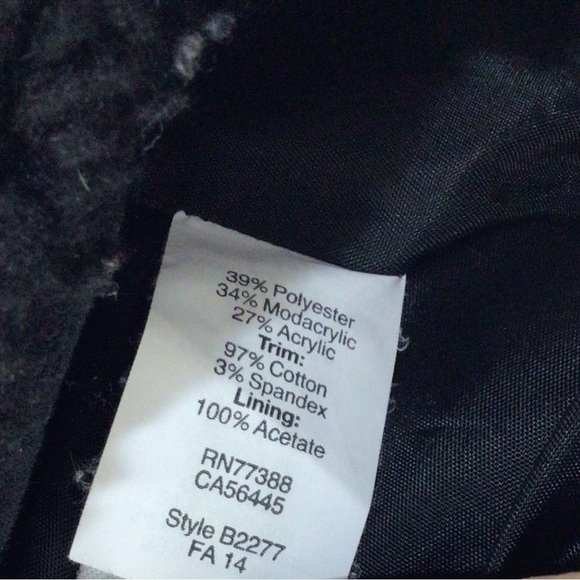 39% Polyester
34% Modacrylic
27% Acrylic
Trim:
97% Cotton
3% Spandex
Lining:
100% Acetate
RN77388
CA56445
Style B2277
FA 14